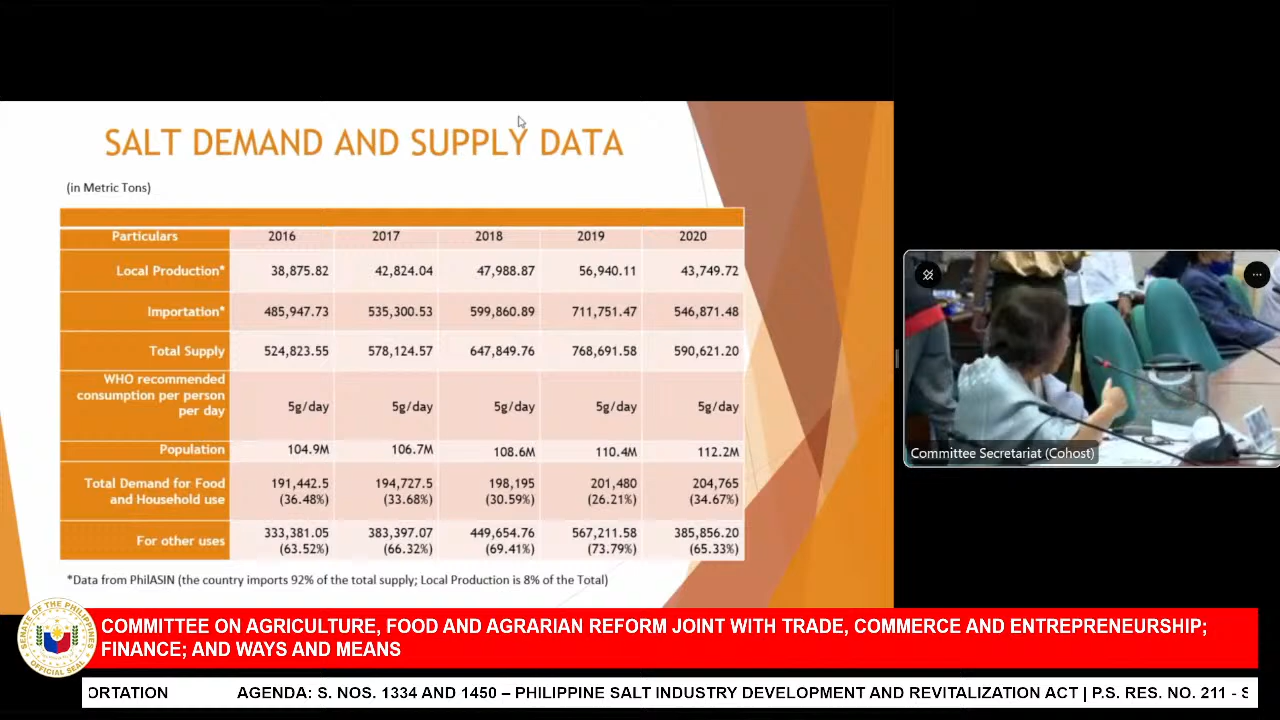 SALT DEMAND AND SUPPLY DATA
(in Metric Tons)
Particulars 2016 2017 2018 2019 2020
Local Production* 38,875.82 42,824.04 47,988.87 56,940.11 43,749.72
Importation* 485,947.73 535,300.53 599,860.89 711,751.47 546,871.48
Total Supply 524,823.55 578,124.57 647,849.76 768,691.58 590,621.20
WHO recommended
consumption per person
per day 5g/day 5g/day 5g/day 5g/day 5g/day
Population 104.9M 106.7M 108.6M 110.4M 112.2M
Total Demand for Food 191,442.5 194,727.5 198,195 201,480 204,765
and Household use (36.48%) (33.68%) (30.59%) (26.21%) (34.67%)
For other uses 333,381.05 383,397.07 449,654.76 567,211.58 385,856.20
(63.52%) (66.32%) (69.41%) (73.79%) (65.33%)
*Data from PhilASIN (the country imports 92% of the total supply; Local Production is 8% of the Total)
Committee Secretariat (Cohost)
SENATE OF THE PHILIPPINES
OFFICIAL SEAL
COMMITTEE ON AGRICULTURE, FOOD AND AGRARIAN REFORM JOINT WITH TRADE, COMMERCE AND ENTREPRENEURSHIP;
FINANCE; AND WAYS AND MEANS
ORTATION AGENDA: S. NOS. 1334 AND 1450 – PHILIPPINE SALT INDUSTRY DEVELOPMENT AND REVITALIZATION ACT | P.S. RES. NO. 211 - S